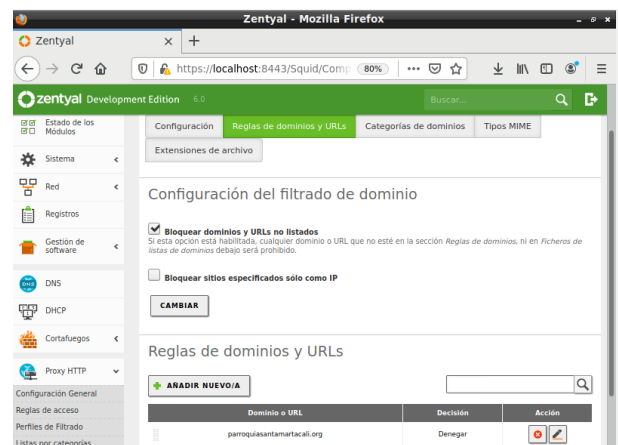 Zentyal - Mozilla Firefox
Zentyal
https://localhost:8443/Squid/Comp 80%
zentyal Development Edition 6.0 Buscar...
Estado de los
Módulos
Sistema
Red
Registros
Gestión de
software
DNS
DHCP
Cortafuegos
Proxy HTTP
Configuración General
Reglas de acceso
Perfiles de Filtrado
Listas por categorías
Configuración Reglas de dominios y URLs Categorías de dominios Tipos MIME
Extensiones de archivo
Configuración del filtrado de dominio
Bloquear dominios y URLs no listados
Si esta opción está habilitada, cualquier dominio o URL que no esté en la sección Reglas de dominios, ni en Ficheros de
listas de dominios debajo será prohibido.
Bloquear sitios especificados sólo como IP
CAMBIAR
Reglas de dominios y URLs
AÑADIR NUEVO/A
Dominio o URL Decisión Acción
parroquiasantamartacali.org Denegar